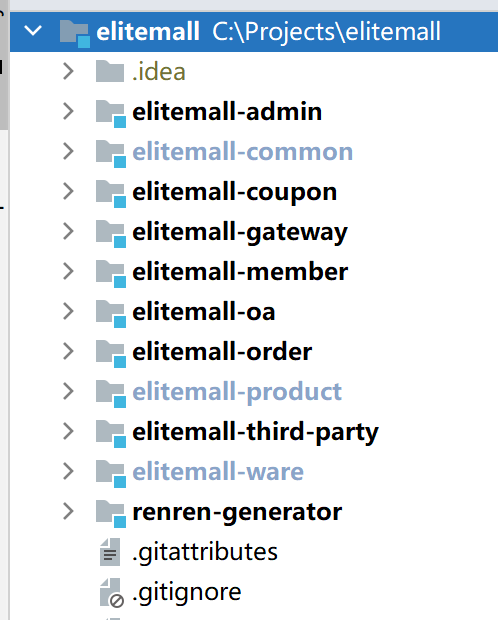 elitemall C:\Projects\elitemall
.idea
elitemall-admin
elitemall-common
elitemall-coupon
elitemall-gateway
elitemall-member
elitemall-oa
elitemall-order
elitemall-product
elitemall-third-party
elitemall-ware
renren-generator
.gitattributes
.gitignore